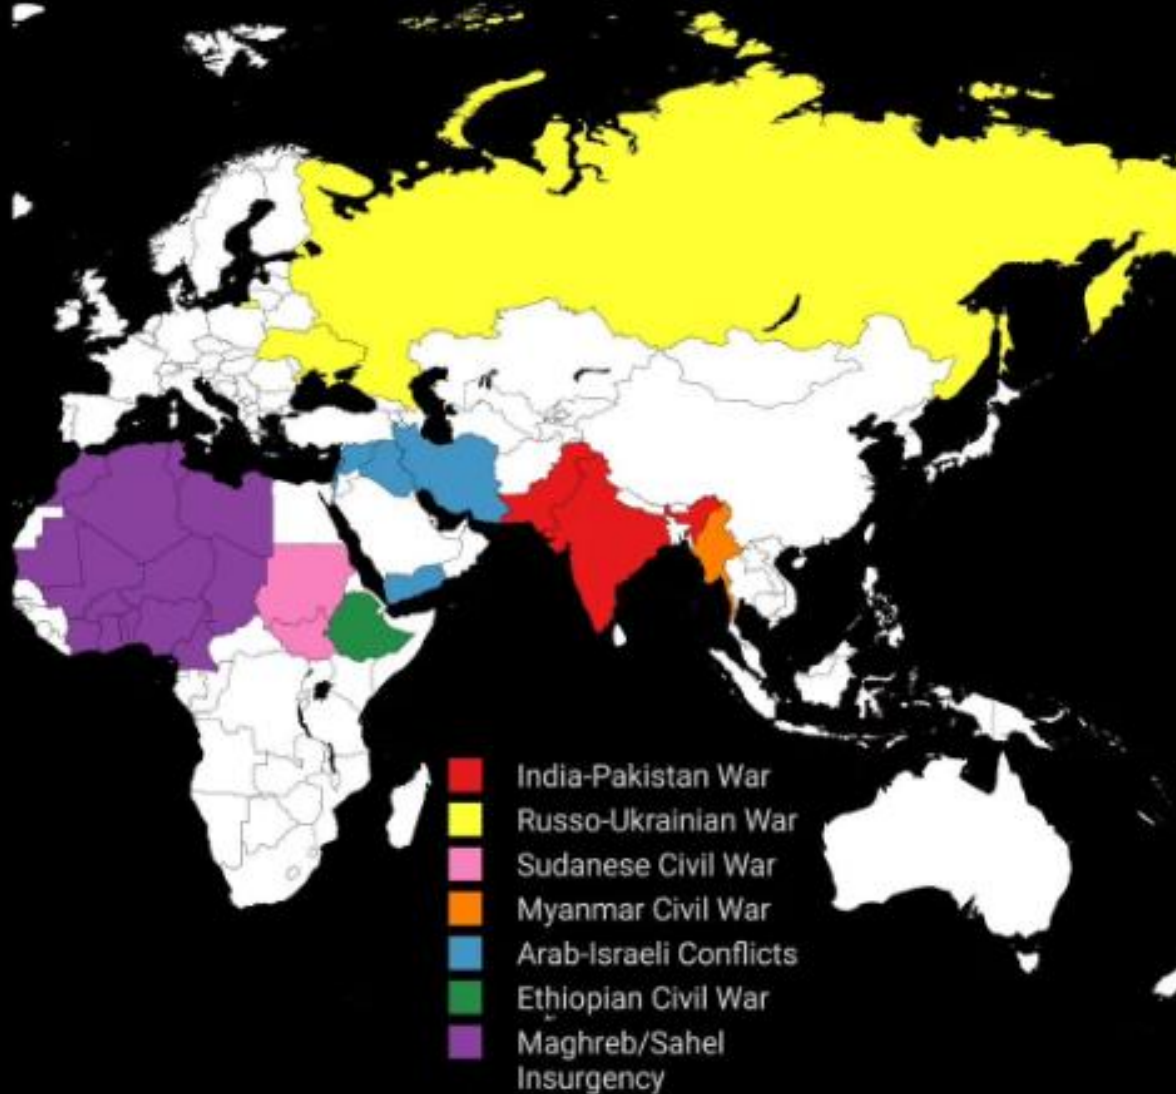 India-Pakistan War
Russo-Ukrainian War
Sudanese Civil War
Myanmar Civil War
Arab-Israeli Conflicts
Ethiopian Civil War
Maghreb/Sahel
Insurgency